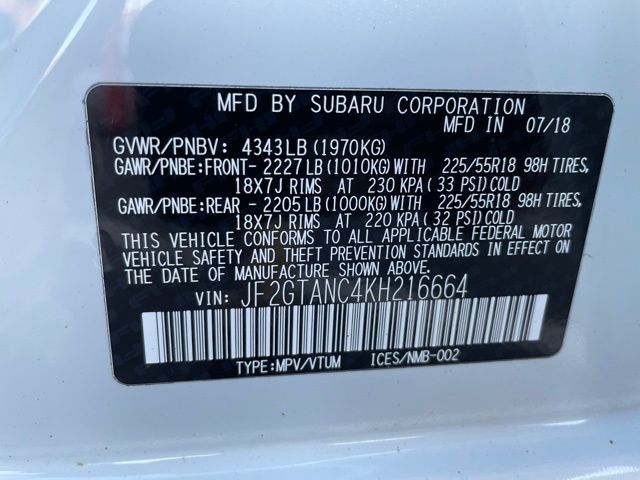 MFD BY SUBARU CORPORATION
MFD IN 07/18
GVWR/PNBV: 4343LB (1970KG)
GAWR/PNBE:FRONT- 2227LB (1010KG)WITH 225/55R18 98H TIRES,
18X7J RIMS AT 230 KPA( 33 PSI)COLD
GAWR/PNBE:REAR - 2205LB (1000KG)WITH 225/55R18 98H TIRES,
18X7J RIMS AT 220 KPA( 32 PSI)COLD
THIS VEHICLE CONFORMS TO ALL APPLICABLE FEDERAL MOTOR
VEHICLE SAFETY AND THEFT PREVENTION STANDARDS IN EFFECT ON
THE DATE OF MANUFACTURE SHOWN ABOVE.
VIN: JF2GTANC4KH216664
TYPE:MPV/VTUM ICES/NMB-002